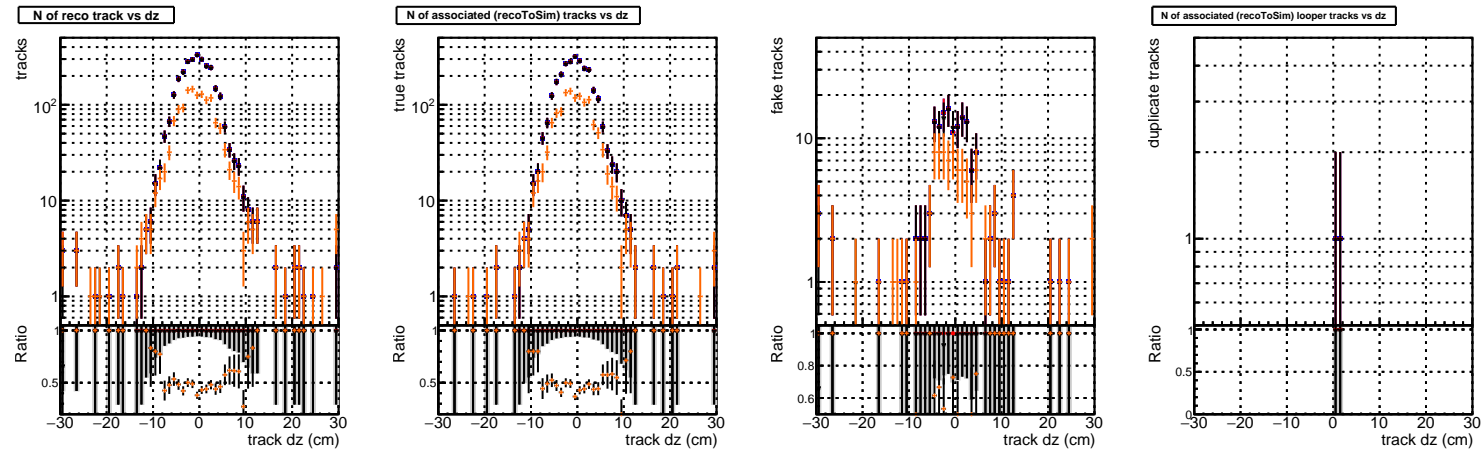 N of reco track vs dz
tracks
10²
10
1
Ratio
1
0.5
−30 −20 −10 0 10 20 30
track dz (cm)
N of associated (recoToSim) tracks vs dz
true tracks
10²
10
1
Ratio
1
0.5
−30 −20 −10 0 10 20 30
track dz (cm)
fake tracks
10
1
Ratio
1
0.8
0.6
−30 −20 −10 0 10 20 30
track dz (cm)
N of associated (recoToSim) looper tracks vs dz
duplicate tracks
1
Ratio
1
0.5
0
−30 −20 −10 0 10 20 30
track dz (cm)